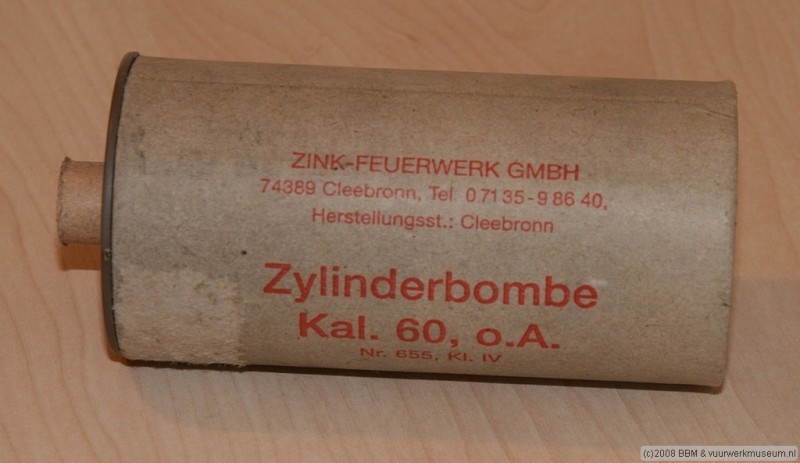 ZINK-FEUERWERK GMBH
74389 Cleebronn, Tel. 0 71 35 - 9 86 40,
Herstellungsst.: Cleebronn
Zylinderbombe
Kal. 60, o.A.
Nr. 655, Kl. IV
(c)2008 BBM & vuurwerkmuseum.nl